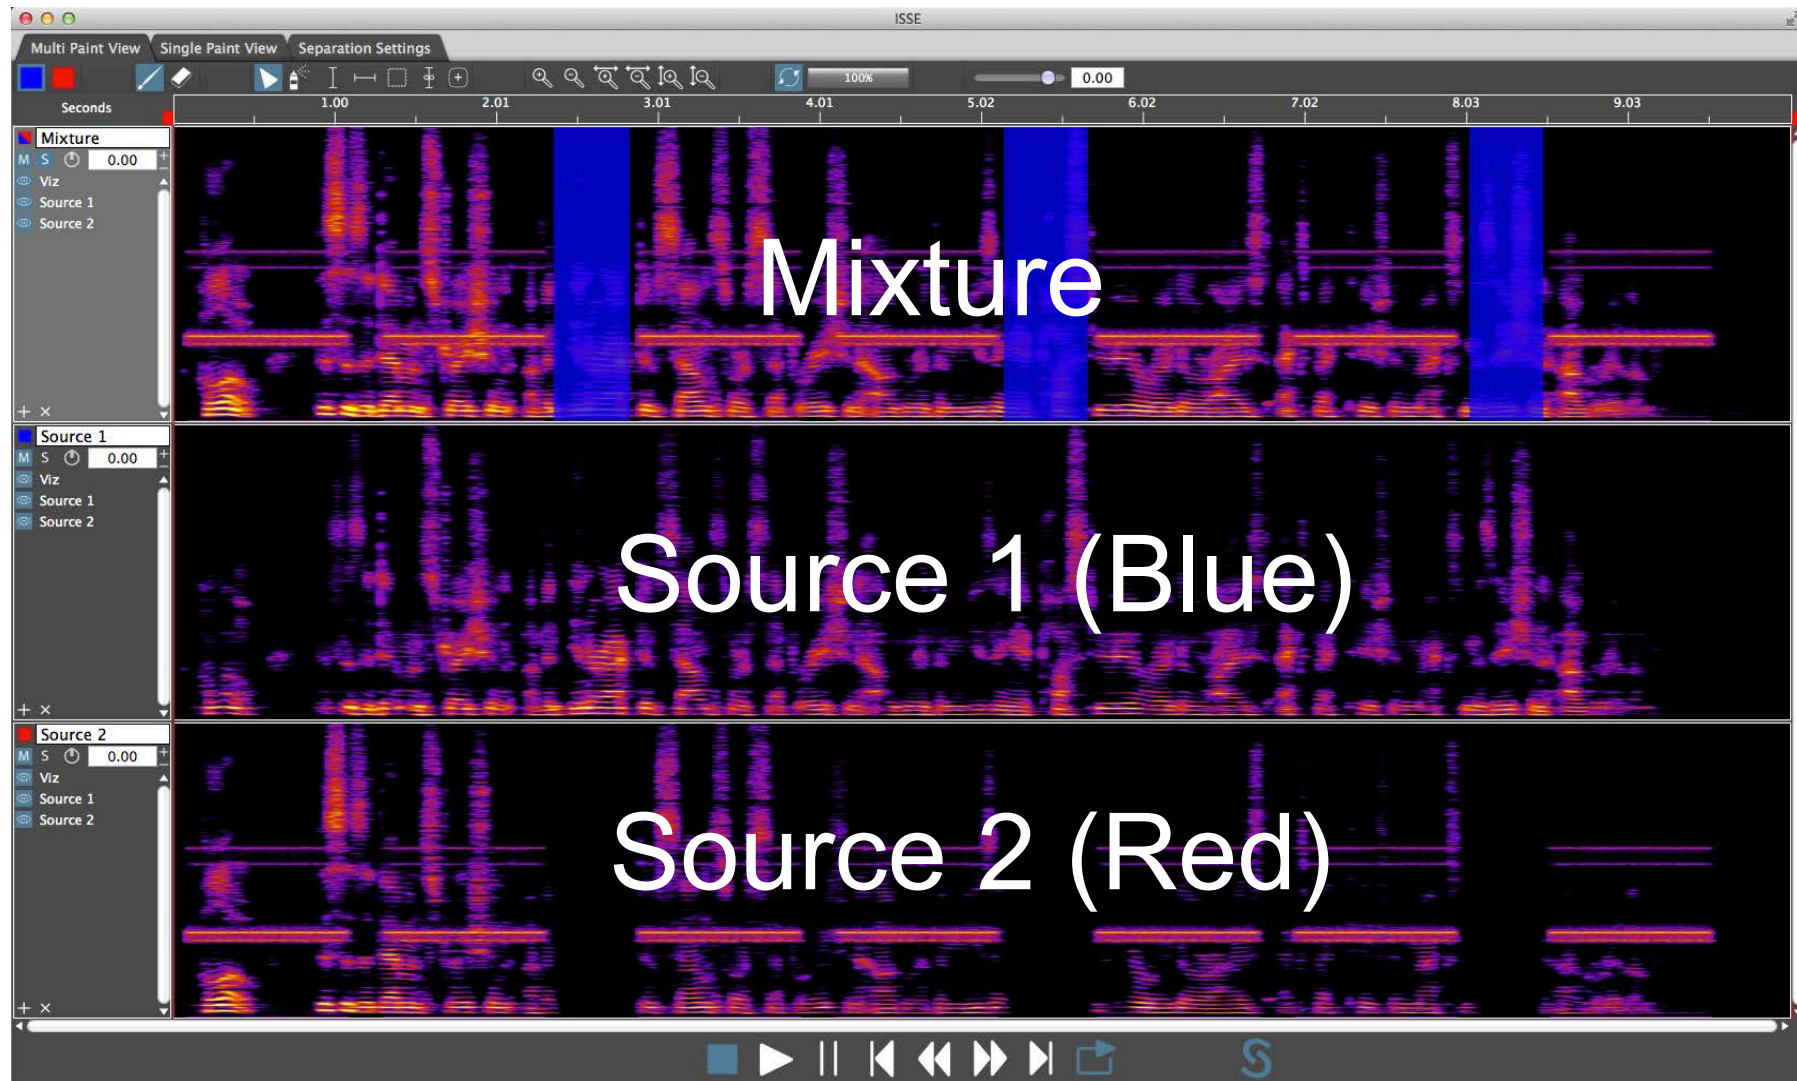 ISSE
Multi Paint View Single Paint View Separation Settings
100% 0.00
Seconds 1.00 2.01 3.01 4.01 5.02 6.02 7.02 8.03 9.03
Mixture
M S 0.00 + −
Viz
Source 1
Source 2
+ ×
Mixture
Source 1
M S 0.00 + −
Viz
Source 1
Source 2
+ ×
Source 1 (Blue)
Source 2
M S 0.00 + −
Viz
Source 1
Source 2
+ ×
Source 2 (Red)
S